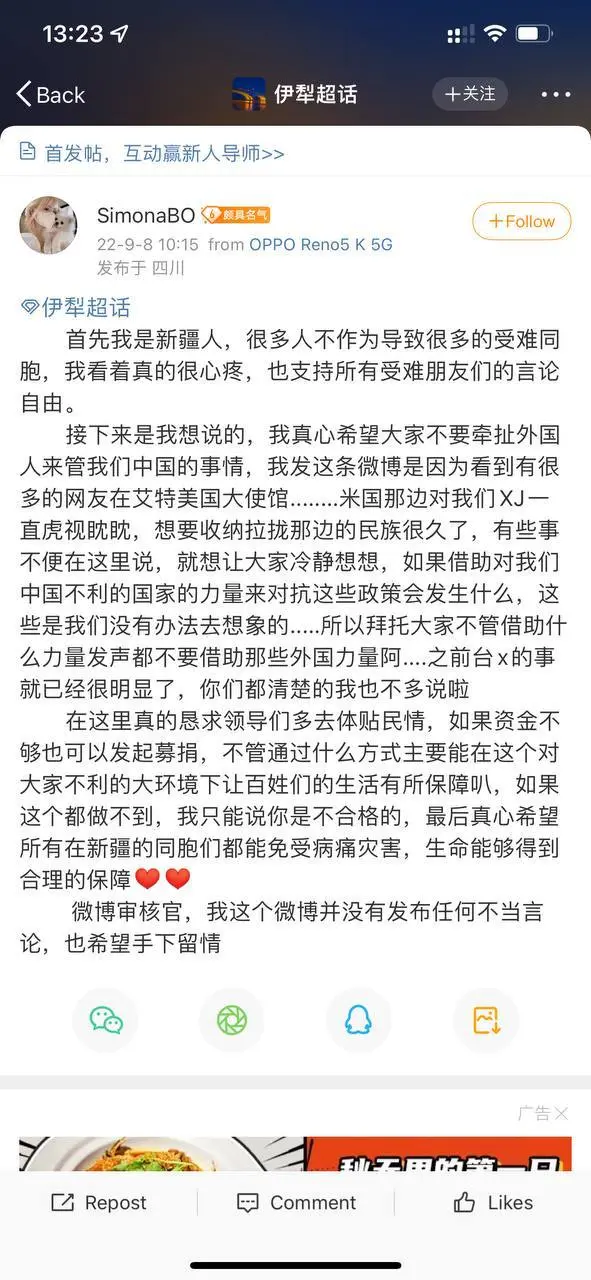 13:23
Back
伊犁超话
+关注
首发帖，互动赢新人导师>>
SimonaBO
6 颇具名气
+Follow
22-9-8 10:15 from OPPO Reno5 K 5G
发布于 四川
伊犁超话
首先我是新疆人，很多人不作为导致很多的受难同
胞，我看着真的很心疼，也支持所有受难朋友们的言论
自由。
接下来是我想说的，我真心希望大家不要牵扯外国
人来管我们中国的事情，我发这条微博是因为看到有很
多的网友在艾特美国大使馆........米国那边对我们XJ一
直虎视眈眈，想要收纳拉拢那边的民族很久了，有些事
不便在这里说，就想让大家冷静想想，如果借助对我们
中国不利的国家的力量来对抗这些政策会发生什么，这
些是我们没有办法去想象的.....所以拜托大家不管借助什
么力量发声都不要借助那些外国力量阿....之前台x的事
就已经很明显了，你们都清楚的我也不多说啦
在这里真的恳求领导们多去体贴民情，如果资金不
够也可以发起募捐，不管通过什么方式主要能在这个对
大家不利的大环境下让百姓们的生活有所保障叭，如果
这个都做不到，我只能说你是不合格的，最后真心希望
所有在新疆的同胞们都能免受病痛灾害，生命能够得到
合理的保障❤️❤️
微博审核官，我这个微博并没有发布任何不当言
论，也希望手下留情
广告
Repost
Comment
Likes